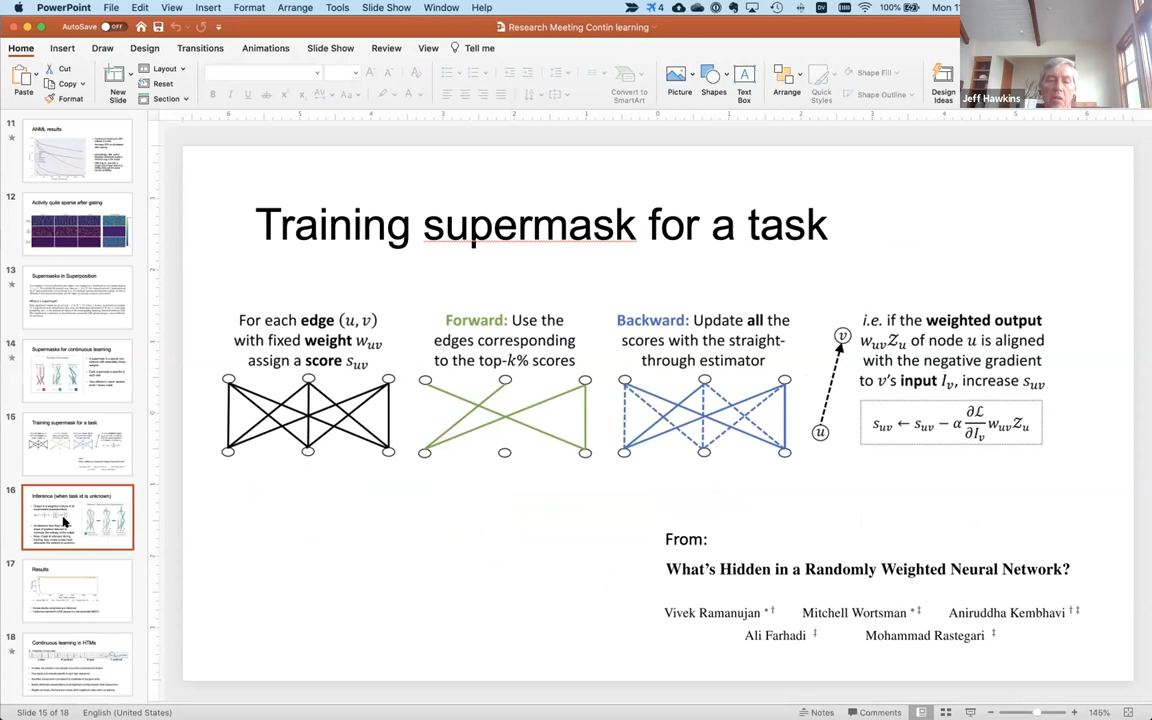 PowerPoint File Edit View Insert Format Arrange Tools Slide Show Window Help 4 100% Mon 1
AutoSave OFF Research Meeting Contin learning
Home Insert Draw Design Transitions Animations Slide Show Review View Tell me
Paste Cut Copy Format New Slide Layout Reset Section Convert to SmartArt Picture Shapes Text Box Arrange Quick Styles Shape Fill Shape Outline Design Ideas
Jeff Hawkins
11
ANML results
12
Activity quite sparse after gating
13
Supermasks in Superposition
14
Supermasks for continual learning
15
Training supermask for a task
16
Inference (when task id is unknown)
17
Results
18
Continuous learning in HTMs
Training supermask for a task
For each edge (u, v)
with fixed weight w_uv
assign a score s_uv
Forward: Use the
edges corresponding
to the top-k% scores
Backward: Update all the
scores with the straight-
through estimator
v
u
i.e. if the weighted output
w_uv Z_u of node u is aligned
with the negative gradient
to v's input I_v, increase s_uv
s_uv ← s_uv − α ∂L/∂I_v w_uv Z_u
From:
What's Hidden in a Randomly Weighted Neural Network?
Vivek Ramanujan *† Mitchell Wortsman *‡ Aniruddha Kembhavi †‡
Ali Farhadi ‡ Mohammad Rastegari ‡
Slide 15 of 18 English (United States) Notes Comments 145%